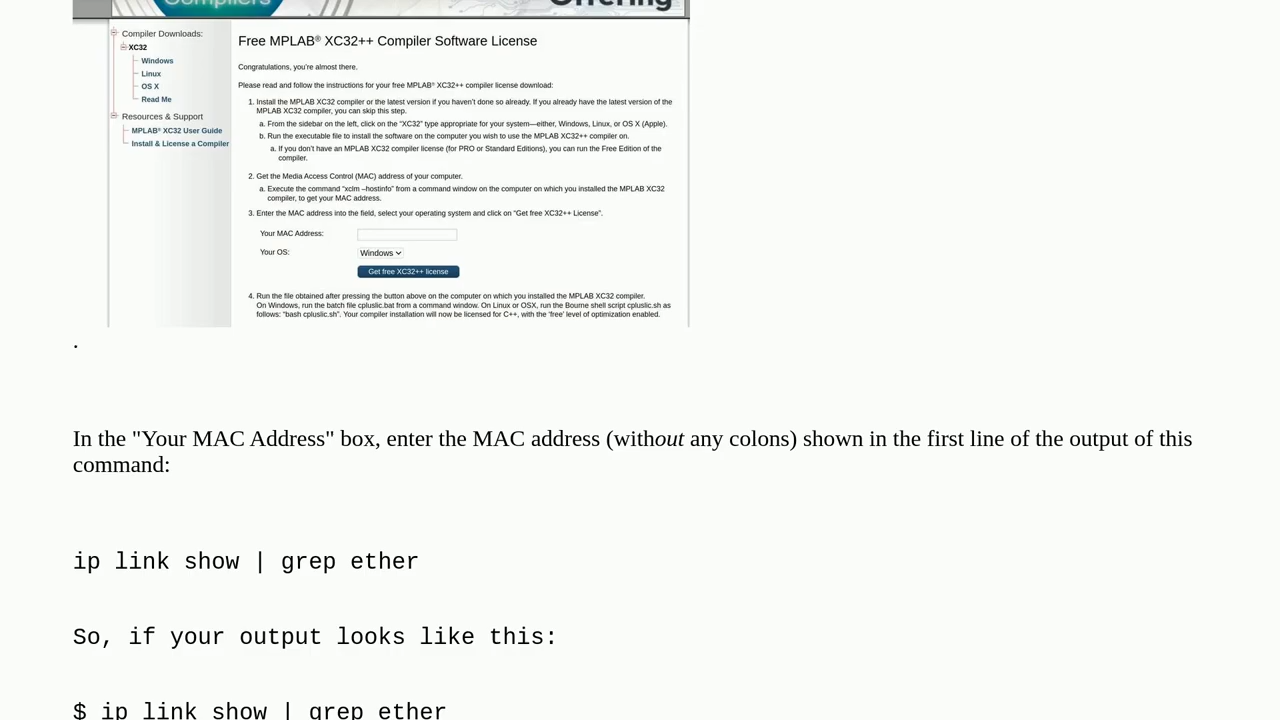 Compilers
Offering
Compiler Downloads:
XC32
Windows
Linux
OS X
Read Me
Resources & Support
MPLAB® XC32 User Guide
Install & License a Compiler
Free MPLAB® XC32++ Compiler Software License
Congratulations, you're almost there.
Please read and follow the instructions for your free MPLAB® XC32++ compiler license download:
1. Install the MPLAB XC32 compiler or the latest version if you haven't done so already. If you already have the latest version of the
MPLAB XC32 compiler, you can skip this step.
a. From the sidebar on the left, click on the "XC32" type appropriate for your system—either, Windows, Linux, or OS X (Apple).
b. Run the executable file to install the software on the computer you wish to use the MPLAB XC32++ compiler on.
a. If you don't have an MPLAB XC32 compiler license (for PRO or Standard Editions), you can run the Free Edition of the
compiler.
2. Get the Media Access Control (MAC) address of your computer.
a. Execute the command "xclm –hostinfo" from a command window on the computer on which you installed the MPLAB XC32
compiler, to get your MAC address.
3. Enter the MAC address into the field, select your operating system and click on "Get free XC32++ License".
Your MAC Address:
Your OS: Windows
Get free XC32++ license
4. Run the file obtained after pressing the button above on the computer on which you installed the MPLAB XC32 compiler.
On Windows, run the batch file cpluslic.bat from a command window. On Linux or OSX, run the Bourne shell script cpluslic.sh as
follows: "bash cpluslic.sh". Your compiler installation will now be licensed for C++, with the 'free' level of optimization enabled.
.
In the "Your MAC Address" box, enter the MAC address (without any colons) shown in the first line of the output of this
command:
ip link show | grep ether
So, if your output looks like this:
$ ip link show | grep ether